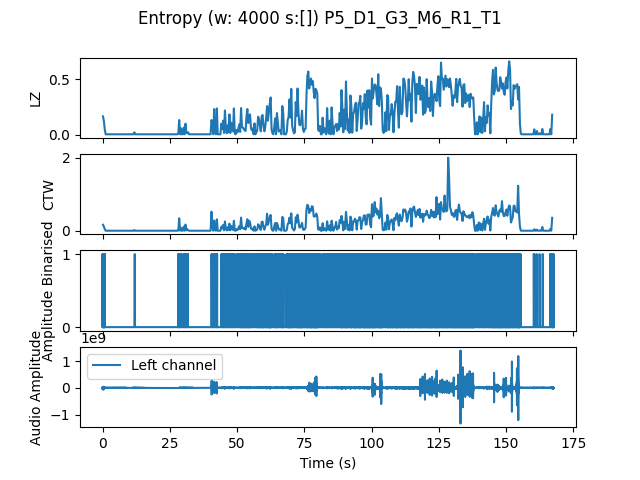 Entropy (w: 4000 s:[]) P5_D1_G3_M6_R1_T1
0.5
0.0
LZ
2
0
CTW
1
0
Amplitude Binarised
1e9
1
0
−1
Audio Amplitude
Left channel
0 25 50 75 100 125 150 175
Time (s)